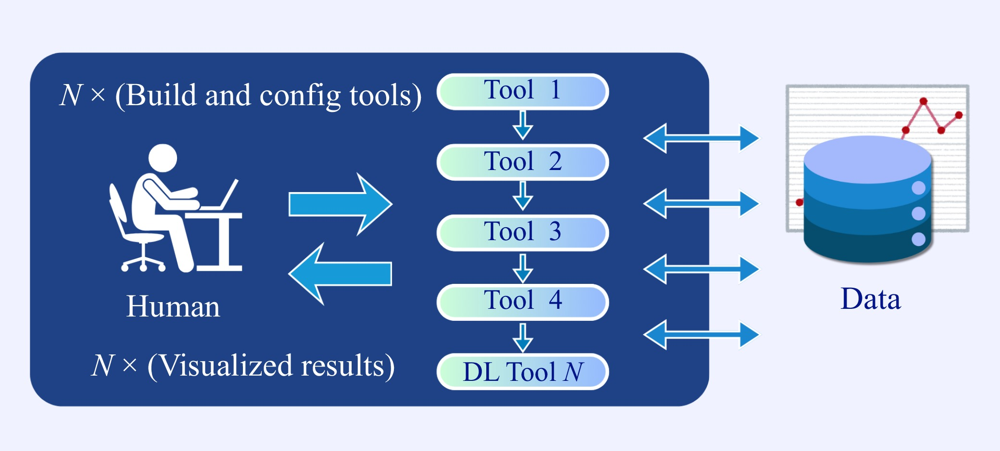 N × (Build and config tools)
Tool 1
Tool 2
Tool 3
Tool 4
DL Tool N
Human
N × (Visualized results)
Data